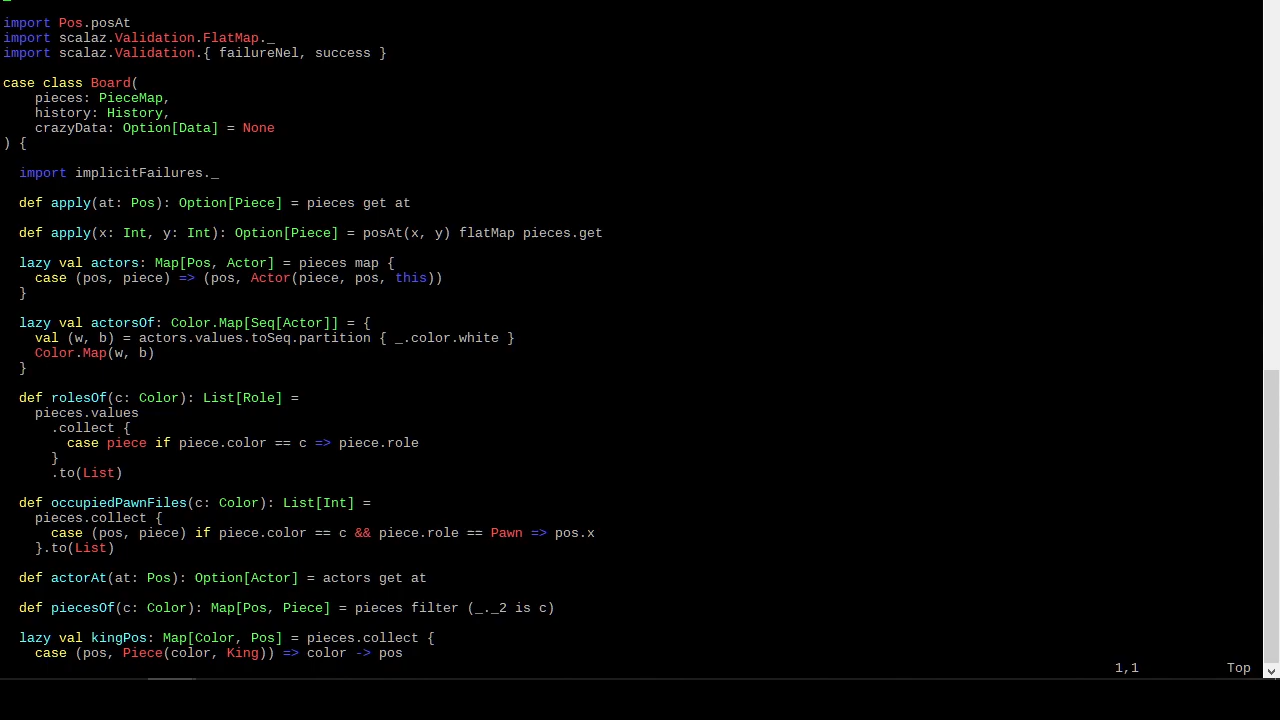 import Pos.posAt
import scalaz.Validation.FlatMap._
import scalaz.Validation.{ failureNel, success }

case class Board(
    pieces: PieceMap,
    history: History,
    crazyData: Option[Data] = None
) {

  import implicitFailures._

  def apply(at: Pos): Option[Piece] = pieces get at

  def apply(x: Int, y: Int): Option[Piece] = posAt(x, y) flatMap pieces.get

  lazy val actors: Map[Pos, Actor] = pieces map {
    case (pos, piece) => (pos, Actor(piece, pos, this))
  }

  lazy val actorsOf: Color.Map[Seq[Actor]] = {
    val (w, b) = actors.values.toSeq.partition { _.color.white }
    Color.Map(w, b)
  }

  def rolesOf(c: Color): List[Role] =
    pieces.values
      .collect {
        case piece if piece.color == c => piece.role
      }
      .to(List)

  def occupiedPawnFiles(c: Color): List[Int] =
    pieces.collect {
      case (pos, piece) if piece.color == c && piece.role == Pawn => pos.x
    }.to(List)

  def actorAt(at: Pos): Option[Actor] = actors get at

  def piecesOf(c: Color): Map[Pos, Piece] = pieces filter (_._2 is c)

  lazy val kingPos: Map[Color, Pos] = pieces.collect {
    case (pos, Piece(color, King)) => color -> pos
1,1 Top